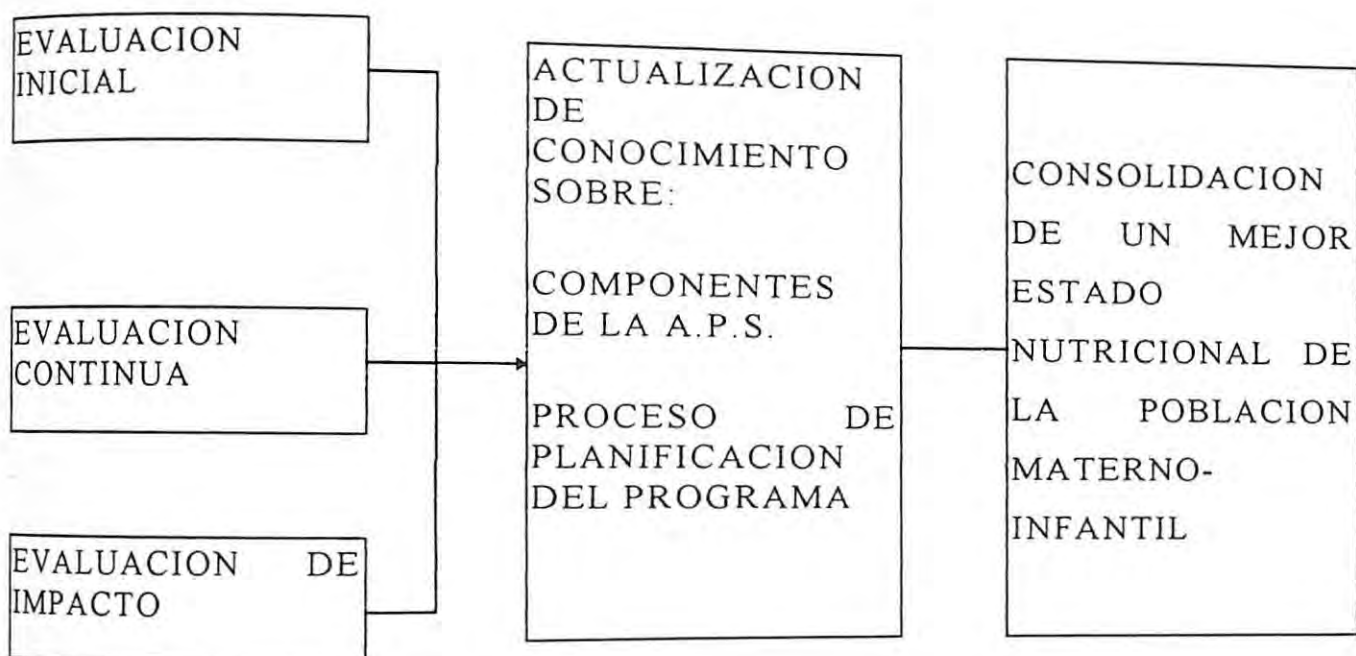 EVALUACION
INICIAL
EVALUACION
CONTINUA
EVALUACION DE
IMPACTO
ACTUALIZACION
DE
CONOCIMIENTO
SOBRE:
COMPONENTES
DE LA A.P.S.
PROCESO DE
PLANIFICACION
DEL PROGRAMA
CONSOLIDACION
DE UN MEJOR
ESTADO
NUTRICIONAL DE
LA POBLACION
MATERNO-
INFANTIL